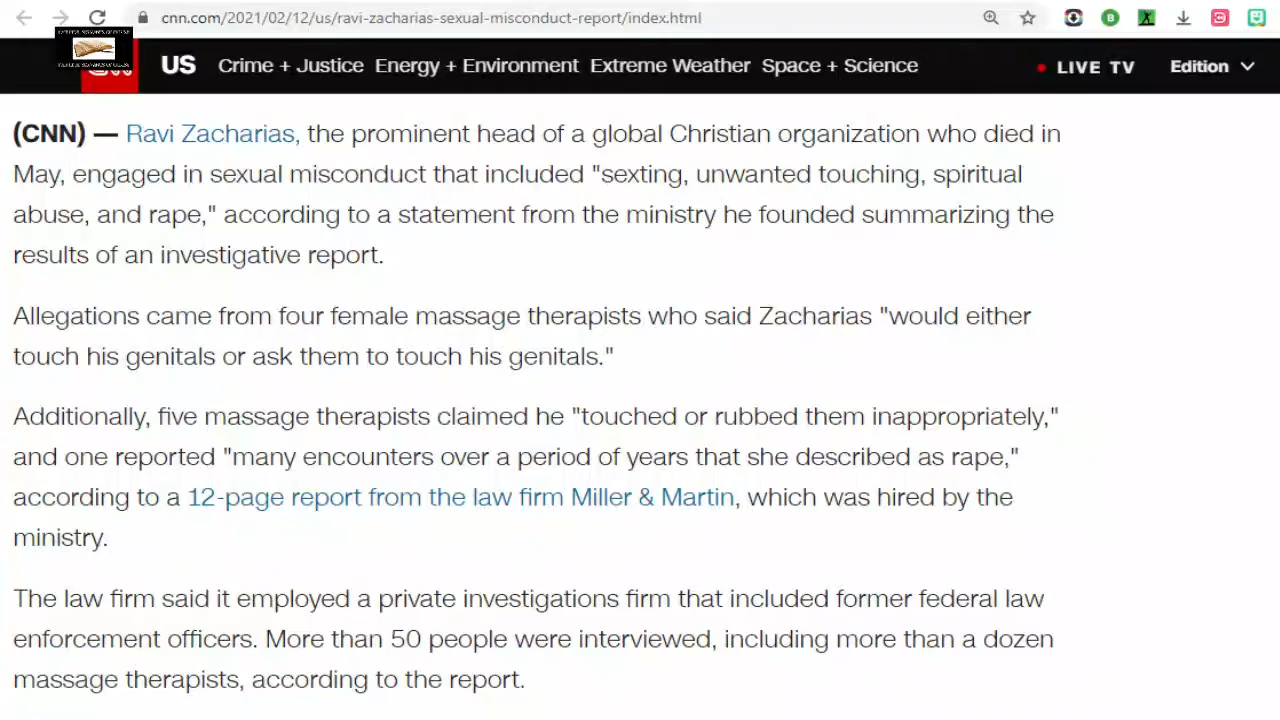 cnn.com/2021/02/12/us/ravi-zacharias-sexual-misconduct-report/index.html
US Crime + Justice Energy + Environment Extreme Weather Space + Science LIVE TV Edition
(CNN) — Ravi Zacharias, the prominent head of a global Christian organization who died in
May, engaged in sexual misconduct that included "sexting, unwanted touching, spiritual
abuse, and rape," according to a statement from the ministry he founded summarizing the
results of an investigative report.
Allegations came from four female massage therapists who said Zacharias "would either
touch his genitals or ask them to touch his genitals."
Additionally, five massage therapists claimed he "touched or rubbed them inappropriately,"
and one reported "many encounters over a period of years that she described as rape,"
according to a 12-page report from the law firm Miller & Martin, which was hired by the
ministry.
The law firm said it employed a private investigations firm that included former federal law
enforcement officers. More than 50 people were interviewed, including more than a dozen
massage therapists, according to the report.